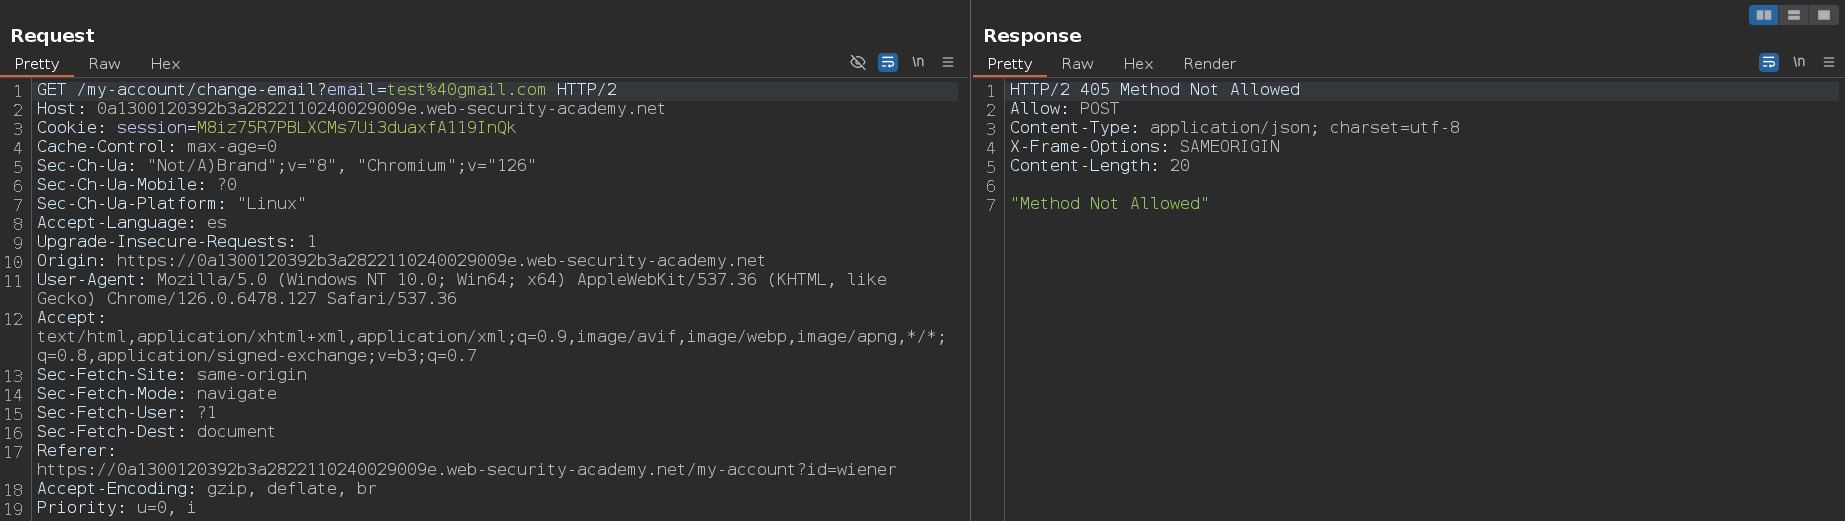 Request
Pretty Raw Hex
\n
1 GET /my-account/change-email?email=test%40gmail.com HTTP/2
2 Host: 0a1300120392b3a2822110240029009e.web-security-academy.net
3 Cookie: session=M8iz75R7PBLXCMs7Ui3duaxfA119InQk
4 Cache-Control: max-age=0
5 Sec-Ch-Ua: "Not/A)Brand";v="8", "Chromium";v="126"
6 Sec-Ch-Ua-Mobile: ?0
7 Sec-Ch-Ua-Platform: "Linux"
8 Accept-Language: es
9 Upgrade-Insecure-Requests: 1
10 Origin: https://0a1300120392b3a2822110240029009e.web-security-academy.net
11 User-Agent: Mozilla/5.0 (Windows NT 10.0; Win64; x64) AppleWebKit/537.36 (KHTML, like
Gecko) Chrome/126.0.6478.127 Safari/537.36
12 Accept:
text/html,application/xhtml+xml,application/xml;q=0.9,image/avif,image/webp,image/apng,*/*;
q=0.8,application/signed-exchange;v=b3;q=0.7
13 Sec-Fetch-Site: same-origin
14 Sec-Fetch-Mode: navigate
15 Sec-Fetch-User: ?1
16 Sec-Fetch-Dest: document
17 Referer:
https://0a1300120392b3a2822110240029009e.web-security-academy.net/my-account?id=wiener
18 Accept-Encoding: gzip, deflate, br
19 Priority: u=0, i
Response
Pretty Raw Hex Render
\n
1 HTTP/2 405 Method Not Allowed
2 Allow: POST
3 Content-Type: application/json; charset=utf-8
4 X-Frame-Options: SAMEORIGIN
5 Content-Length: 20
6
7 "Method Not Allowed"